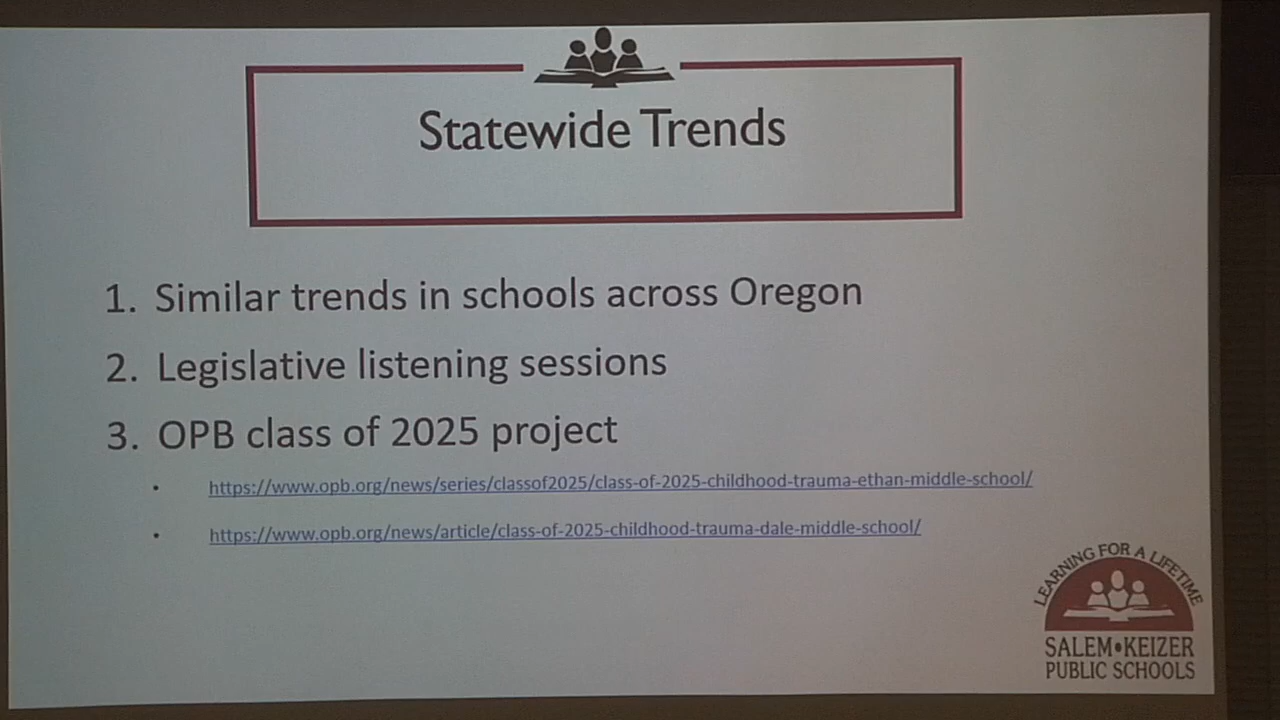 Statewide Trends
1. Similar trends in schools across Oregon
2. Legislative listening sessions
3. OPB class of 2025 project
• https://www.opb.org/news/series/classof2025/class-of-2025-childhood-trauma-ethan-middle-school/
• https://www.opb.org/news/article/class-of-2025-childhood-trauma-dale-middle-school/
LEARNING FOR A LIFETIME
SALEM•KEIZER
PUBLIC SCHOOLS